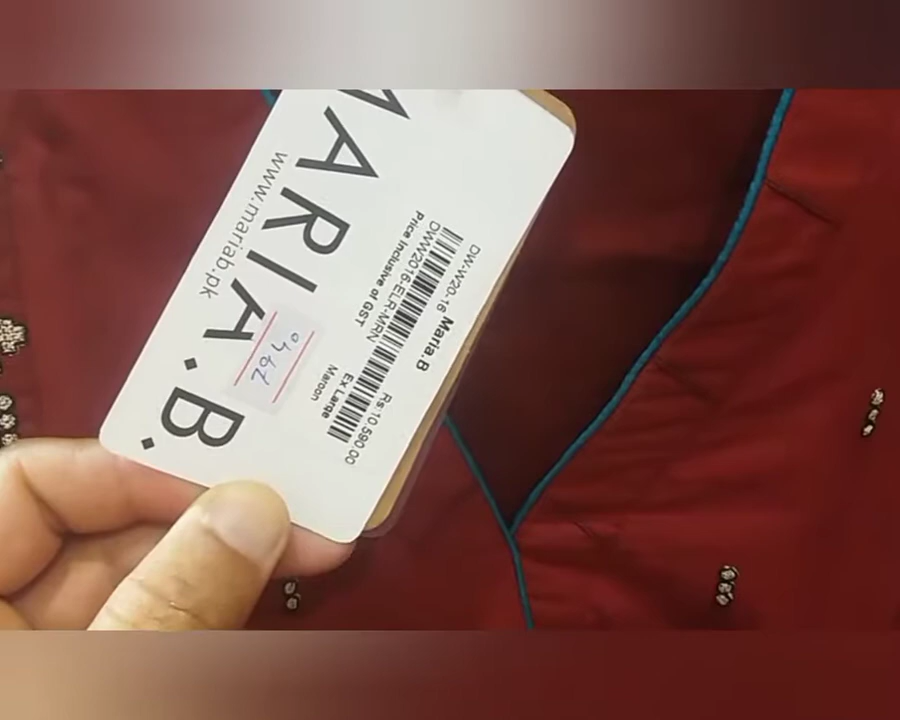 MARIA.B.
www.mariab.pk
DW-W20-16 Maria.B
DWW2016-ELR-MRN
Price Inclusive of GST
Rs:10,590.00
Ex Large
Maroon